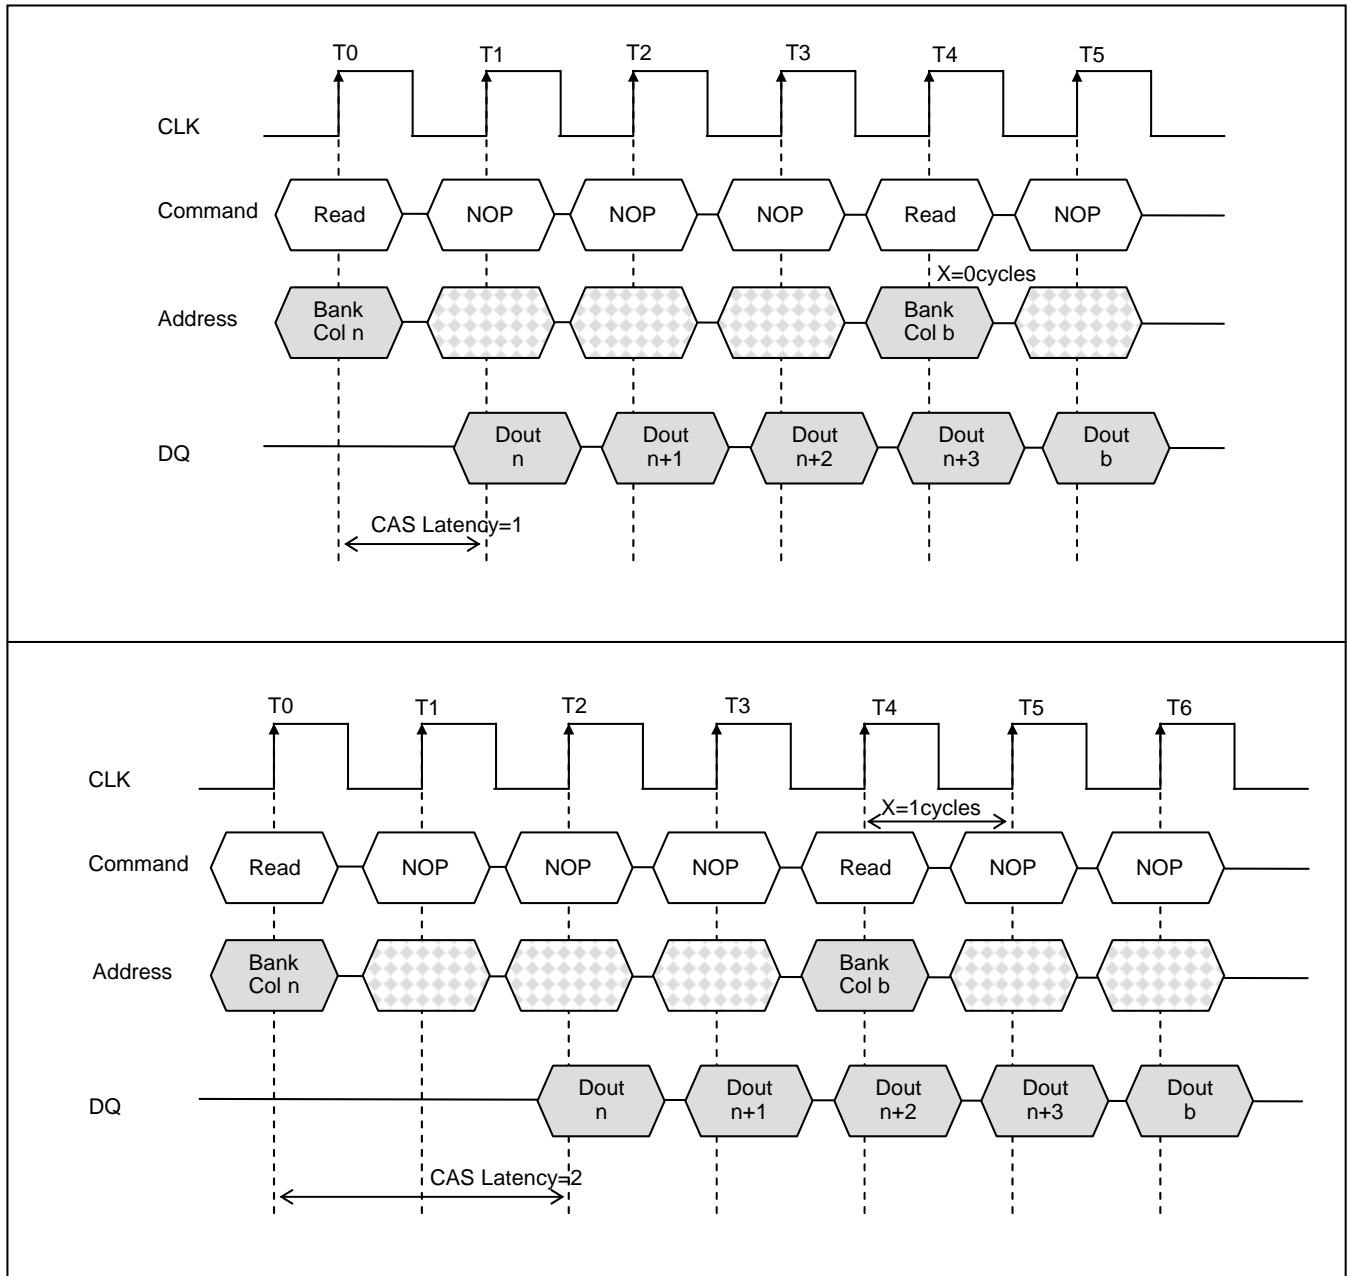 T0 T1 T2 T3 T4 T5
CLK
Command Read NOP NOP NOP Read NOP
X=0cycles
Address Bank Col n Bank Col b
DQ Dout n Dout n+1 Dout n+2 Dout n+3 Dout b
CAS Latency=1
T0 T1 T2 T3 T4 T5 T6
CLK
X=1cycles
Command Read NOP NOP NOP Read NOP NOP
Address Bank Col n Bank Col b
DQ Dout n Dout n+1 Dout n+2 Dout n+3 Dout b
CAS Latency=2